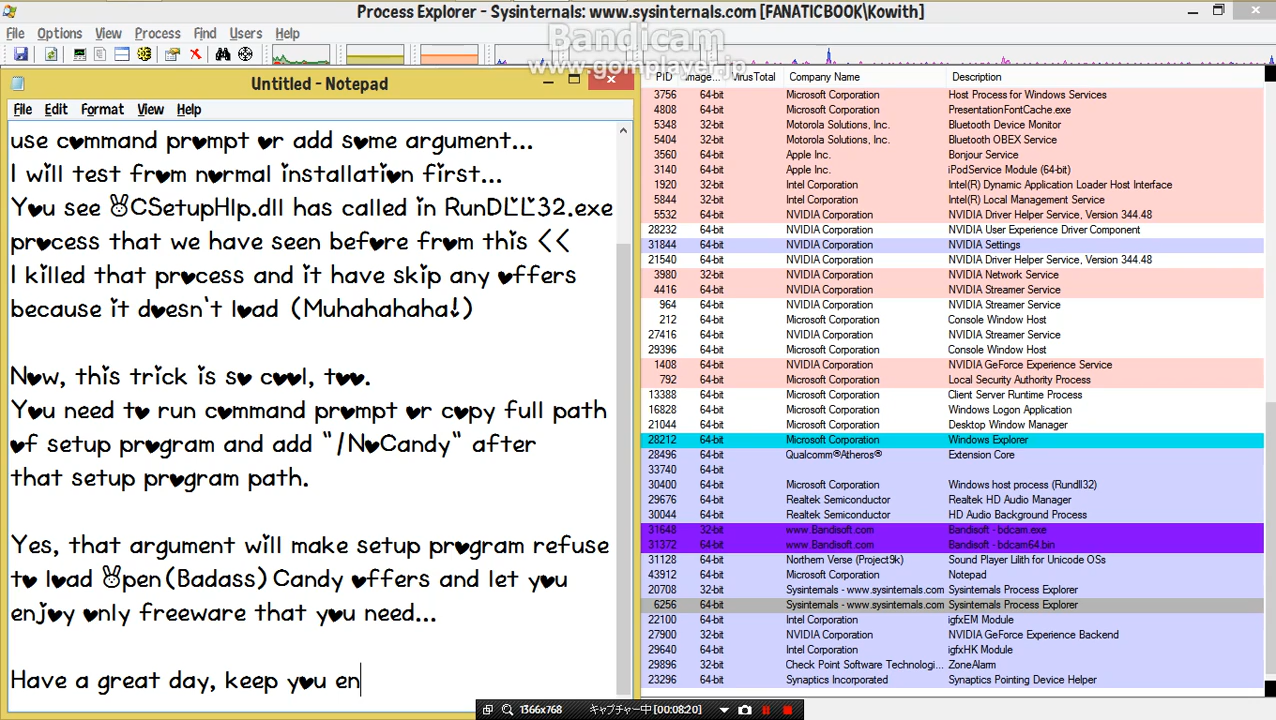 Process Explorer - Sysinternals: www.sysinternals.com [FANATICBOOK\Kowith]
File Options View Process Find Users Help
Bandicam
www.gomplayer.jp
Untitled - Notepad
File Edit Format View Help
use command prompt or add some argument...
I will test from normal installation first...
You see OCSetupHlp.dll has called in RunDLL32.exe
process that we have seen before from this <<
I killed that process and it have skip any offers
because it doesn't load (Muhahahaha!)
Now, this trick is so cool, too.
You need to run command prompt or copy full path
of setup program and add "/NoCandy" after
that setup program path.
Yes, that argument will make setup program refuse
to load Open(Badass)Candy offers and let you
enjoy only freeware that you need...
Have a great day, keep you en
PID Image... VirusTotal Company Name Description
3756 64-bit Microsoft Corporation Host Process for Windows Services
4808 64-bit Microsoft Corporation PresentationFontCache.exe
5348 32-bit Motorola Solutions, Inc. Bluetooth Device Monitor
5404 32-bit Motorola Solutions, Inc. Bluetooth OBEX Service
3560 64-bit Apple Inc. Bonjour Service
3140 64-bit Apple Inc. iPodService Module (64-bit)
1920 32-bit Intel Corporation Intel(R) Dynamic Application Loader Host Interface
5844 32-bit Intel Corporation Intel(R) Local Management Service
5532 64-bit NVIDIA Corporation NVIDIA Driver Helper Service, Version 344.48
28232 64-bit NVIDIA Corporation NVIDIA User Experience Driver Component
31844 64-bit NVIDIA Corporation NVIDIA Settings
21540 64-bit NVIDIA Corporation NVIDIA Driver Helper Service, Version 344.48
3980 32-bit NVIDIA Corporation NVIDIA Network Service
4416 64-bit NVIDIA Corporation NVIDIA Streamer Service
964 64-bit NVIDIA Corporation NVIDIA Streamer Service
212 64-bit Microsoft Corporation Console Window Host
27416 64-bit NVIDIA Corporation NVIDIA Streamer Service
29396 64-bit Microsoft Corporation Console Window Host
1408 64-bit NVIDIA Corporation NVIDIA GeForce Experience Service
792 64-bit Microsoft Corporation Local Security Authority Process
13388 64-bit Microsoft Corporation Client Server Runtime Process
16828 64-bit Microsoft Corporation Windows Logon Application
21044 64-bit Microsoft Corporation Desktop Window Manager
28212 64-bit Microsoft Corporation Windows Explorer
28496 64-bit Qualcomm®Atheros® Extension Core
33740 64-bit
30400 64-bit Microsoft Corporation Windows host process (Rundll32)
29676 64-bit Realtek Semiconductor Realtek HD Audio Manager
30044 64-bit Realtek Semiconductor HD Audio Background Process
31648 32-bit www.Bandisoft.com Bandisoft - bdcam.exe
31372 64-bit www.Bandisoft.com Bandisoft - bdcam64.bin
31128 64-bit Northern Verse (Project9k) Sound Player Lilith for Unicode OSs
43912 64-bit Microsoft Corporation Notepad
20708 32-bit Sysinternals - www.sysinternals.com Sysinternals Process Explorer
6256 64-bit Sysinternals - www.sysinternals.com Sysinternals Process Explorer
22100 64-bit Intel Corporation igfxEM Module
27900 32-bit NVIDIA Corporation NVIDIA GeForce Experience Backend
29640 64-bit Intel Corporation igfxHK Module
29896 32-bit Check Point Software Technologi... ZoneAlarm
23296 64-bit Synaptics Incorporated Synaptics Pointing Device Helper
1366x768 キャプチャー中 [00:08:20]